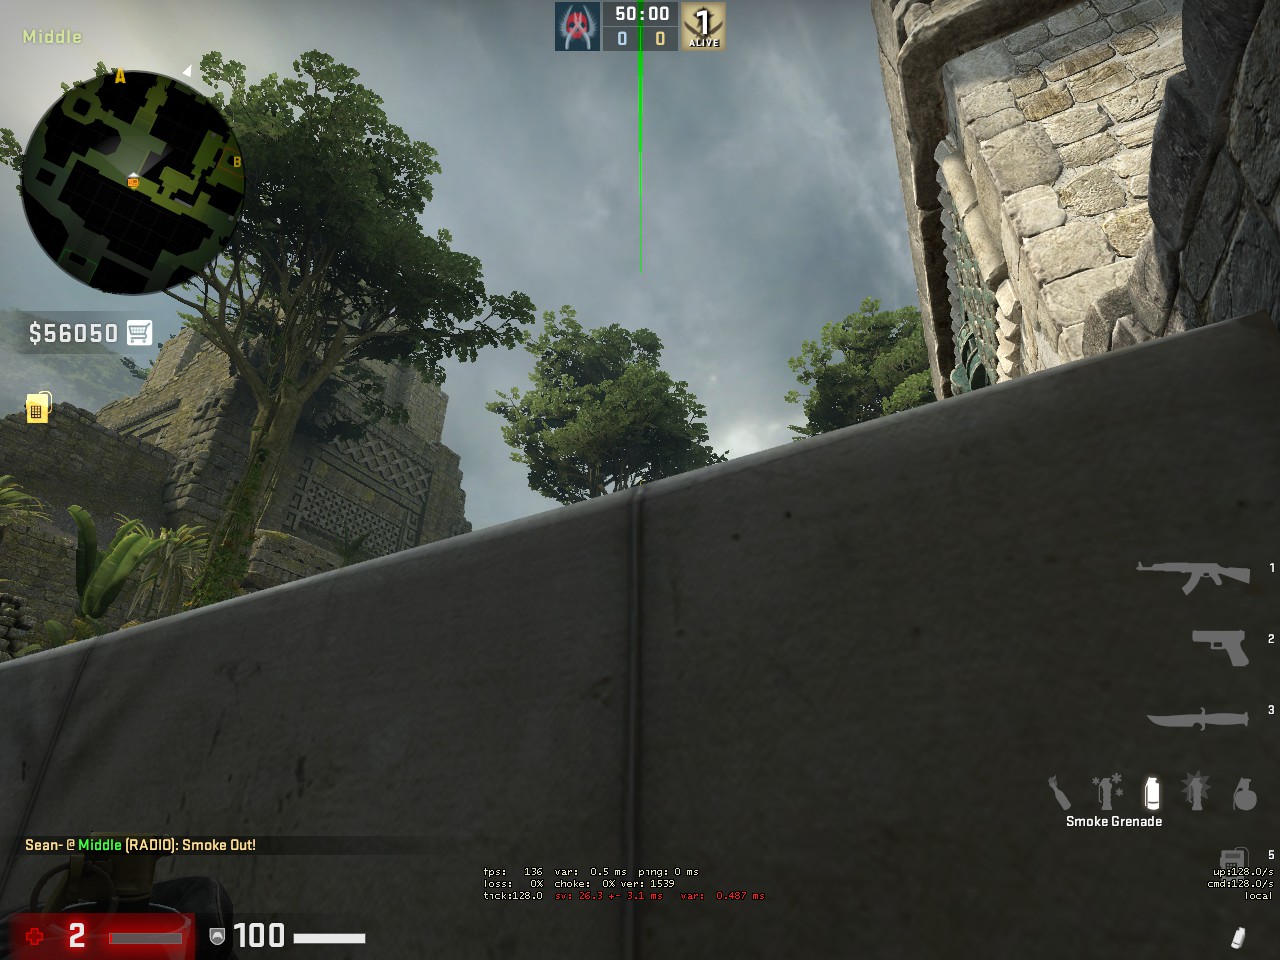 Middle
50:00
0 0
1
ALIVE
A
B
$56050
1
2
3
Smoke Grenade
Sean- @ Middle (RADIO): Smoke Out!
5
fps: 136 var: 0.5 ms ping: 0 ms
loss: 0% choke: 0% ver: 1539
tick:128.0 sv: 26.3 +- 3.1 ms var: 0.487 ms
up:128.0/s
cmd:128.0/s
local
2
100